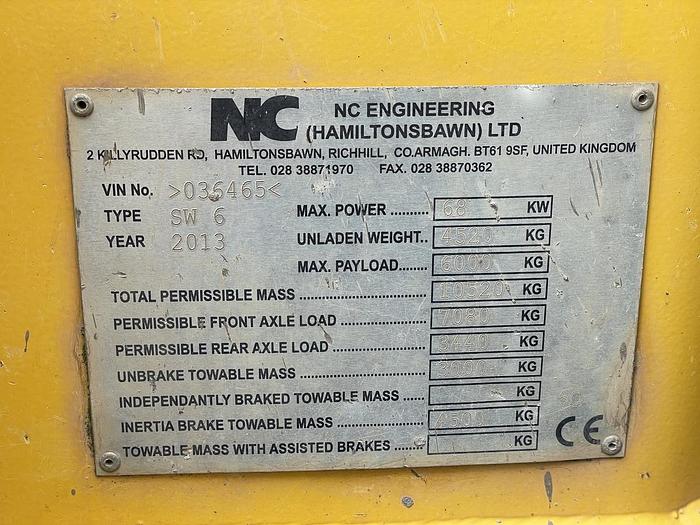 NC NC ENGINEERING
(HAMILTONSBAWN) LTD
2 KILLYRUDDEN RD, HAMILTONSBAWN, RICHHILL, CO.ARMAGH. BT61 9SF, UNITED KINGDOM
TEL. 028 38871970 FAX. 028 38870362
VIN No. >036465<
TYPE SW 6
YEAR 2013
MAX. POWER .......... 68 KW
UNLADEN WEIGHT.. 4520 KG
MAX. PAYLOAD....... 6000 KG
TOTAL PERMISSIBLE MASS .................... 10520 KG
PERMISSIBLE FRONT AXLE LOAD ............. 7080 KG
PERMISSIBLE REAR AXLE LOAD ............... 3440 KG
UNBRAKE TOWABLE MASS ..................... 3000 KG
INDEPENDANTLY BRAKED TOWABLE MASS ..... KG
INERTIA BRAKE TOWABLE MASS ............... KG
TOWABLE MASS WITH ASSISTED BRAKES ....... KG
CE